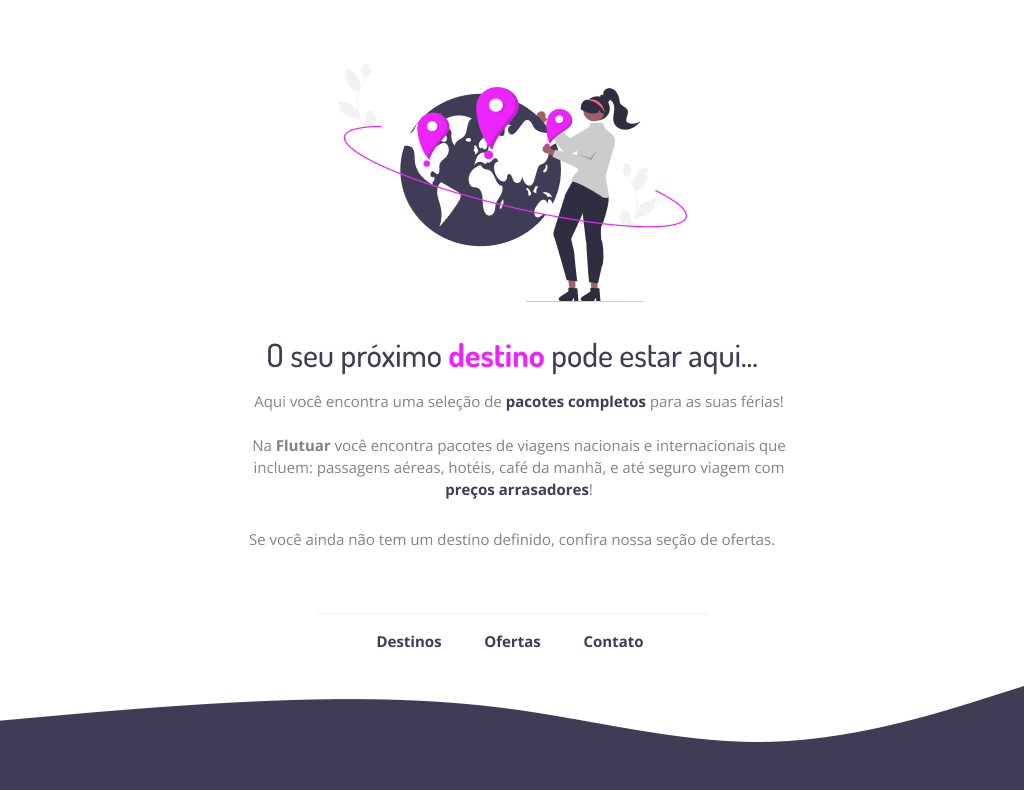 O seu próximo destino pode estar aqui...
Aqui você encontra uma seleção de pacotes completos para as suas férias!
Na Flutuar você encontra pacotes de viagens nacionais e internacionais que
incluem: passagens aéreas, hotéis, café da manhã, e até seguro viagem com
preços arrasadores!
Se você ainda não tem um destino definido, confira nossa seção de ofertas.
Destinos Ofertas Contato